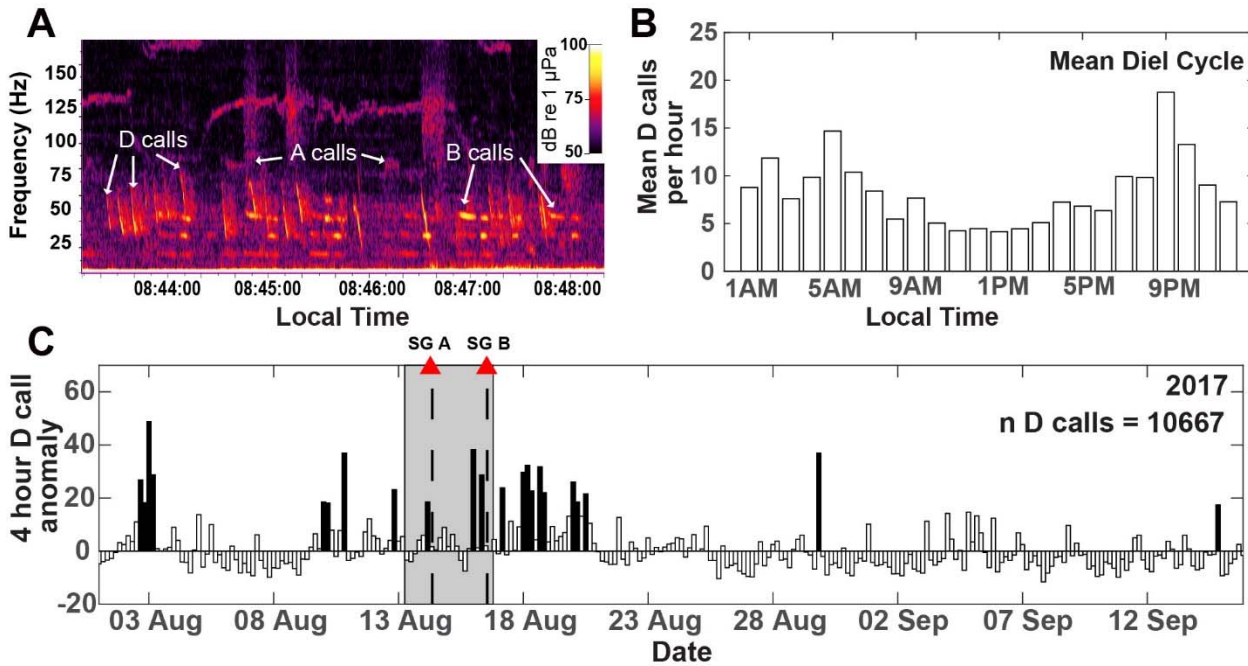 A
Frequency (Hz)
150
125
100
75
50
25
D calls
A calls
B calls
dB re 1 µPa
100
75
50
08:44:00 08:45:00 08:46:00 08:47:00 08:48:00
Local Time
B
Mean D calls
per hour
25
20
15
10
5
0
Mean Diel Cycle
1AM 5AM 9AM 1PM 5PM 9PM
Local Time
C
SG A SG B
4 hour D call
anomaly
60
40
20
0
-20
2017
n D calls = 10667
03 Aug 08 Aug 13 Aug 18 Aug 23 Aug 28 Aug 02 Sep 07 Sep 12 Sep
Date